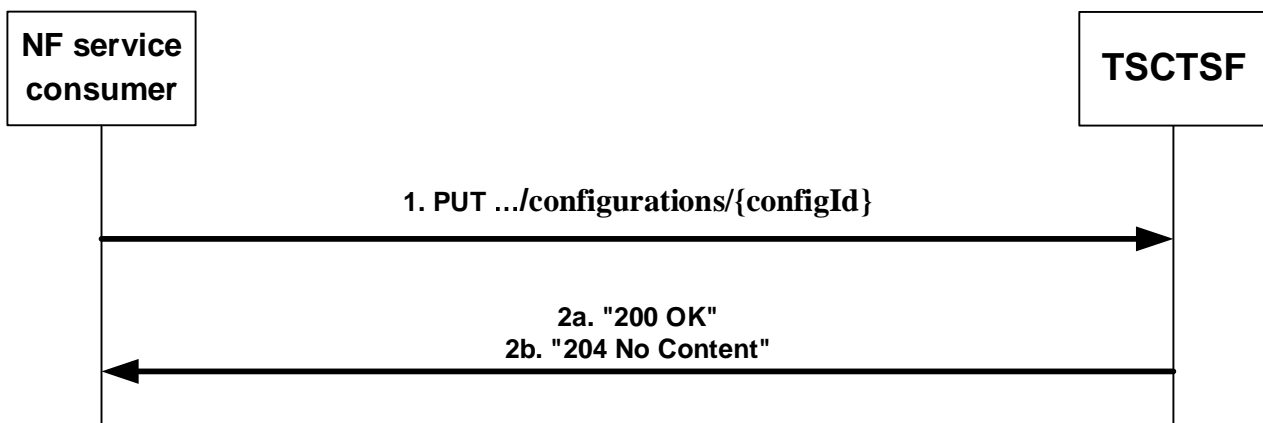 NF service
consumer
TSCTSF
1. PUT .../configurations/{configId}
2a. "200 OK"
2b. "204 No Content"